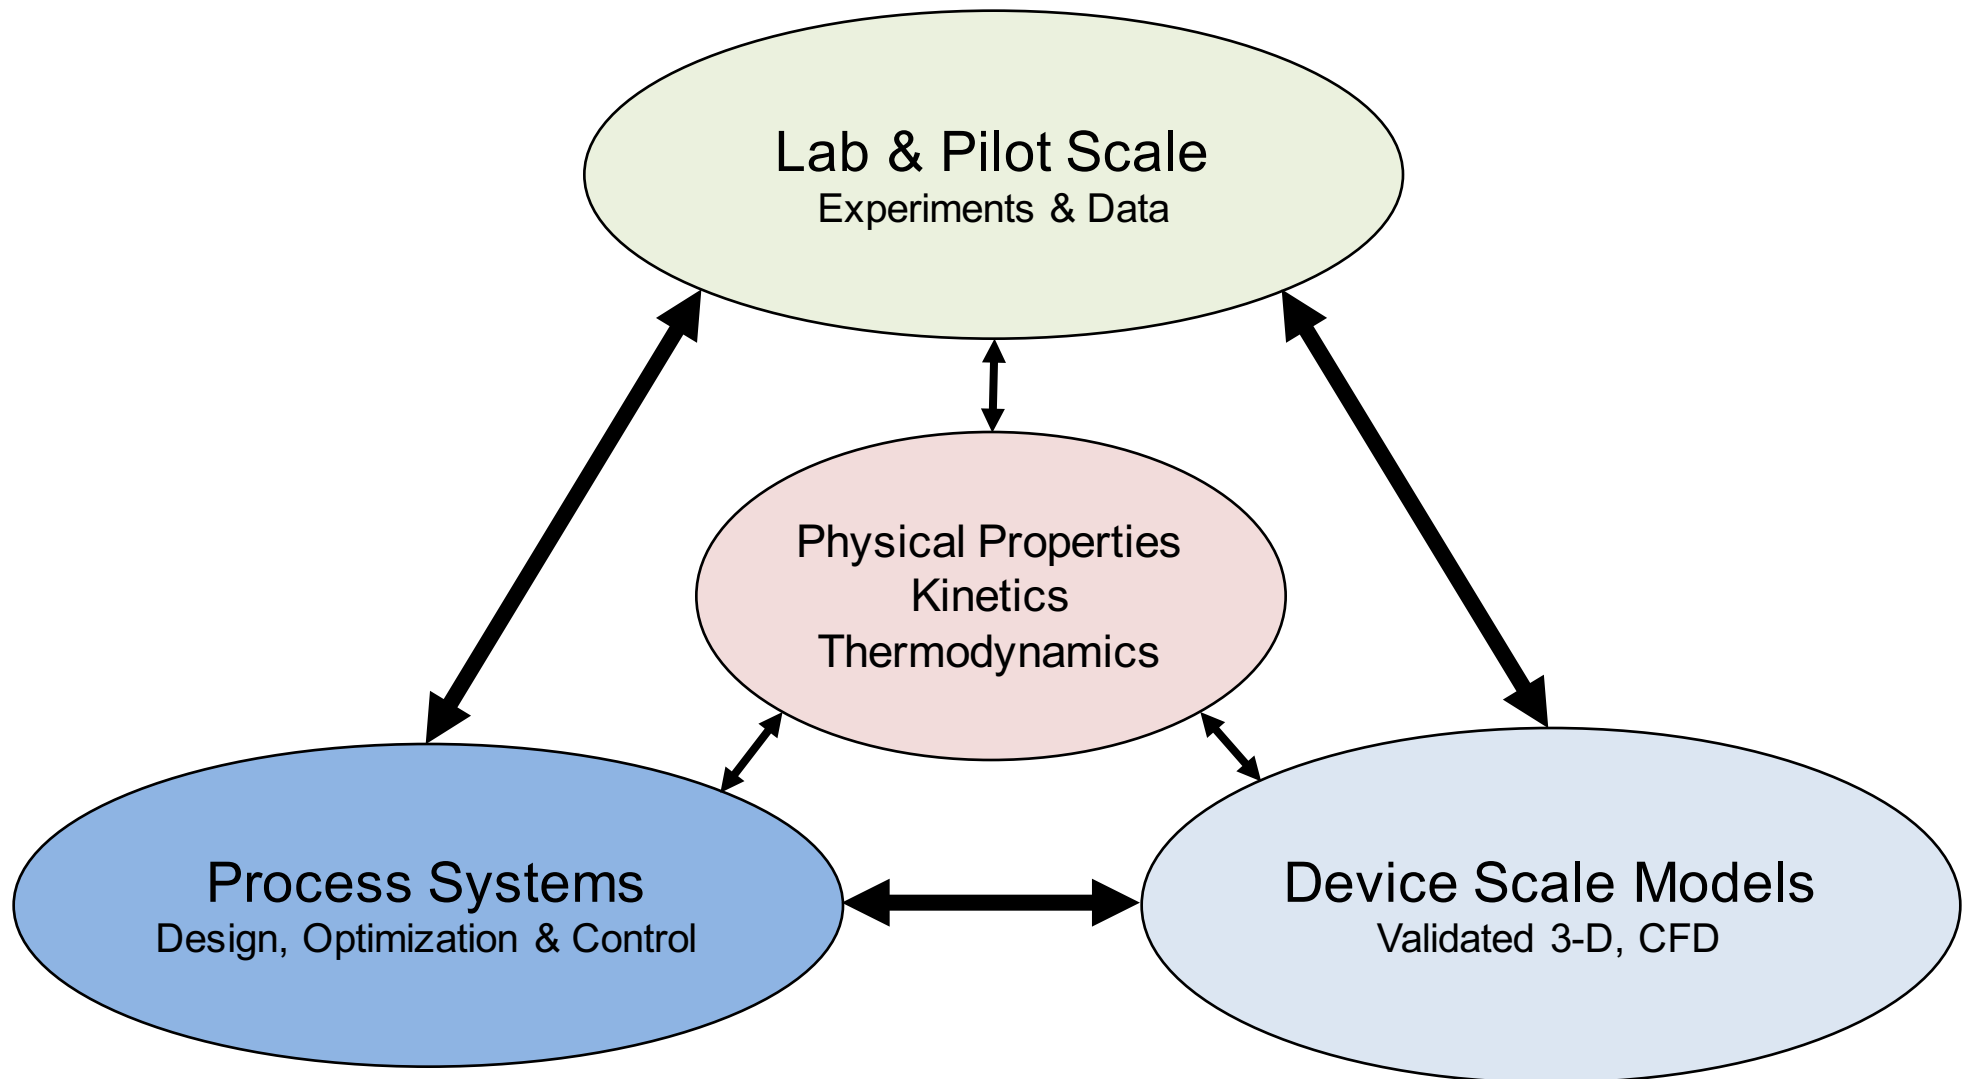 Lab & Pilot Scale
Experiments & Data
Physical Properties
Kinetics
Thermodynamics
Process Systems
Design, Optimization & Control
Device Scale Models
Validated 3-D, CFD